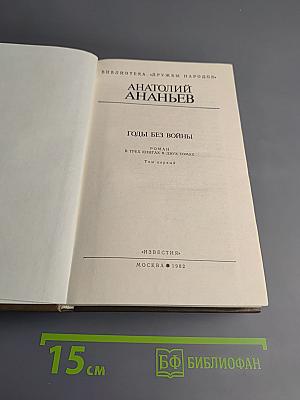 БИБЛИОТЕКА «ДРУЖБЫ НАРОДОВ»
АНАТОЛИЙ
АНАНЬЕВ
ГОДЫ БЕЗ ВОЙНЫ
РОМАН
В ТРЕХ КНИГАХ В ДВУХ ТОМАХ
Том первый
«ИЗВЕСТИЯ»
МОСКВА ● 1982
15 см
БФ БИБЛИОФАН